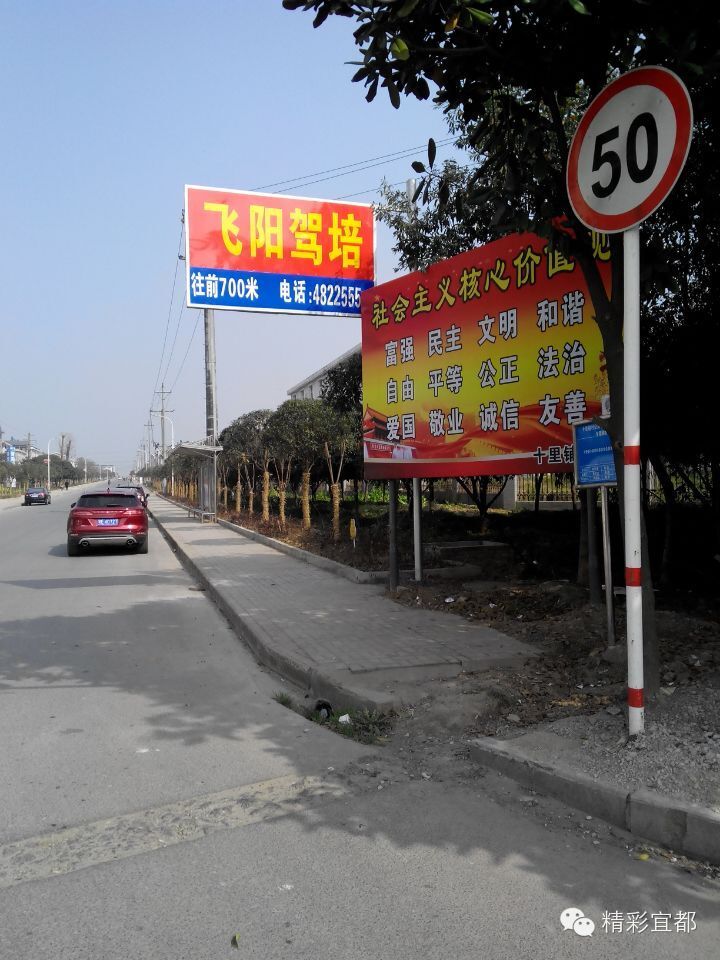 50
飞阳驾培
往前700米 电话:4822555
社会主义核心价值观
富强 民主 文明 和谐
自由 平等 公正 法治
爱国 敬业 诚信 友善
十里铺
精彩宜都